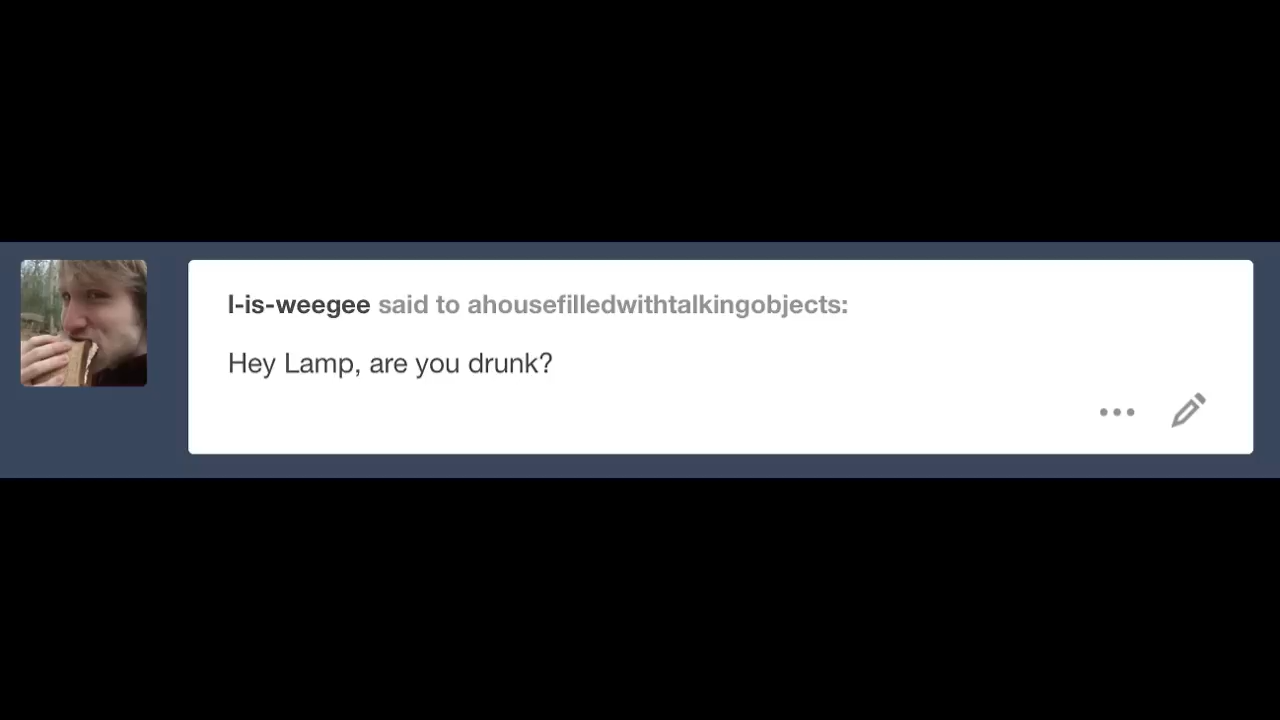 l-is-weegee said to ahousefilledwithtalkingobjects:
Hey Lamp, are you drunk?